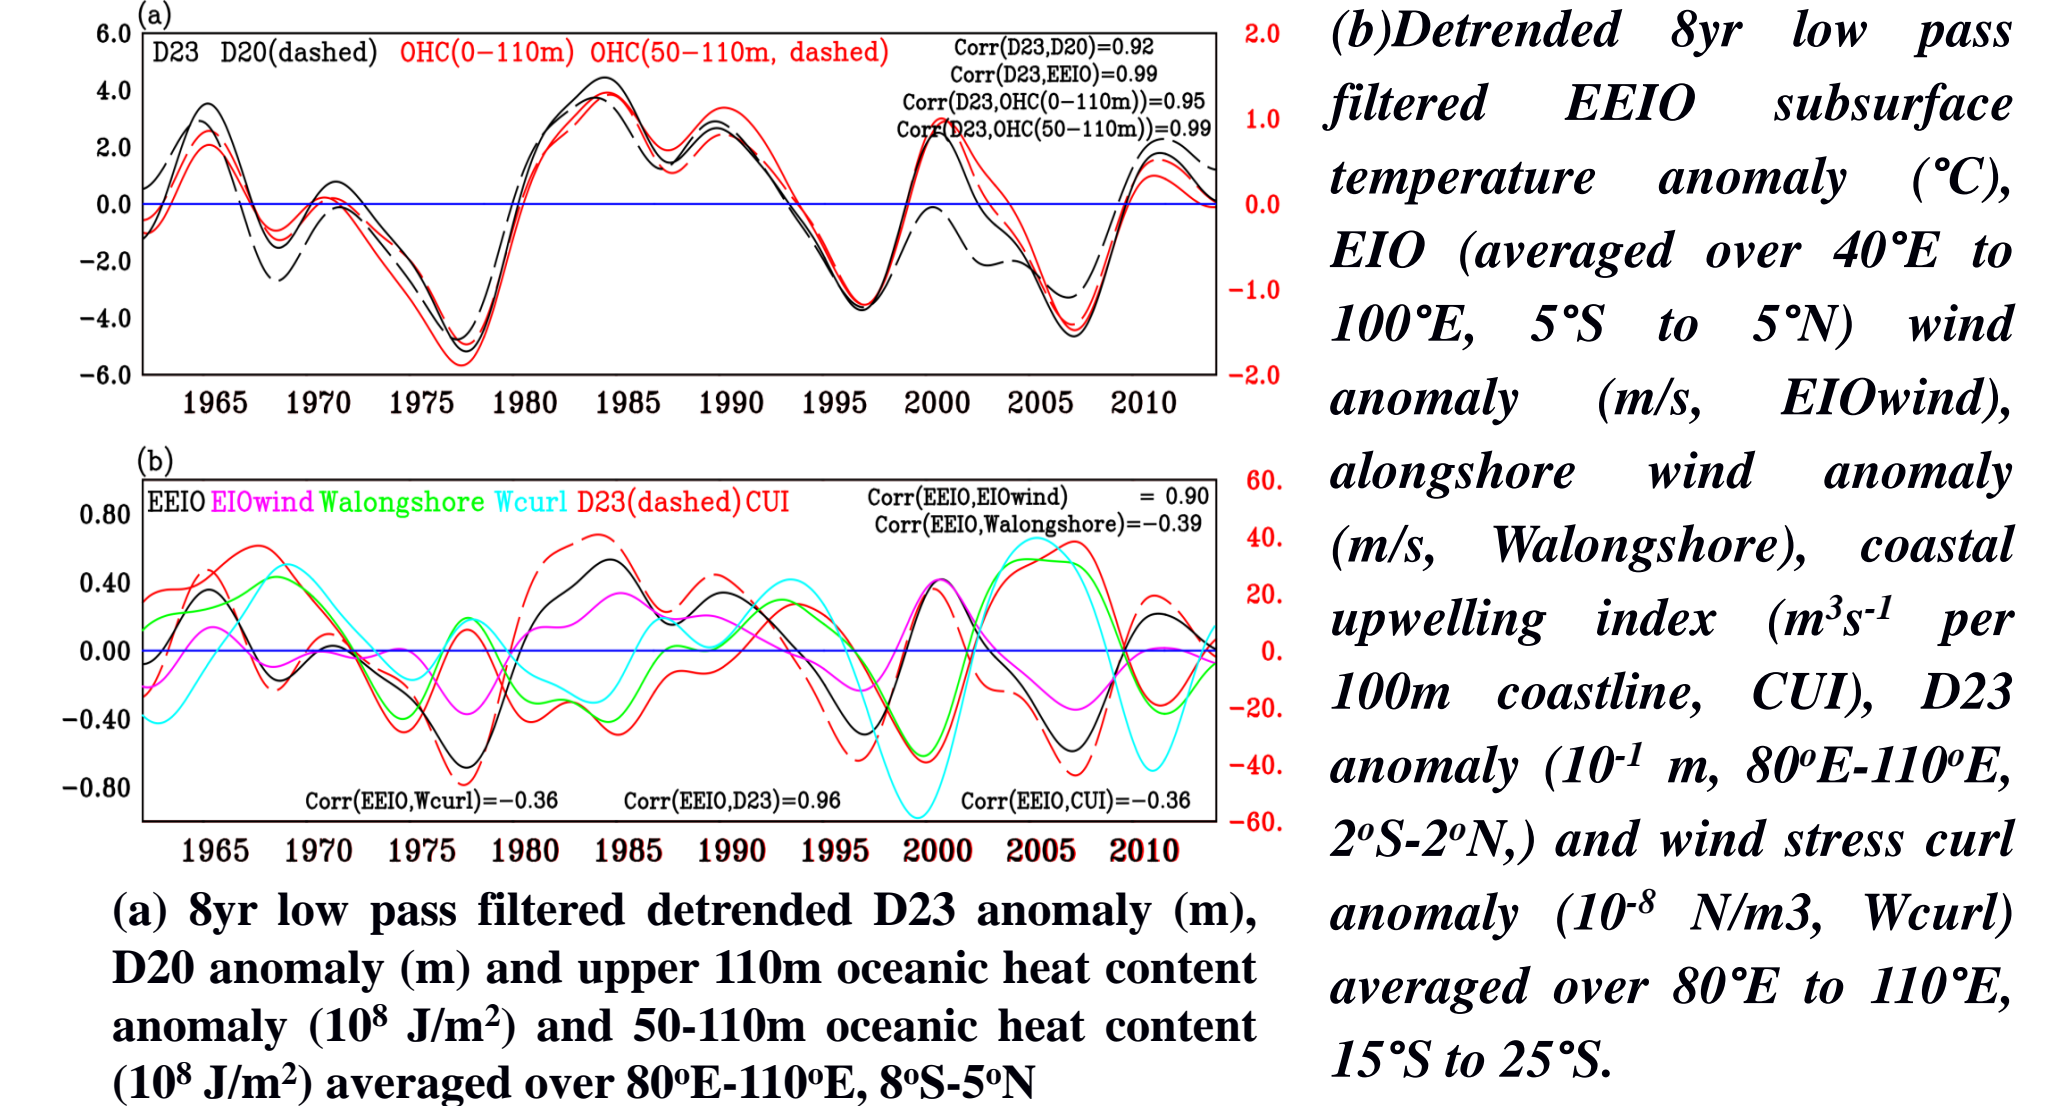 (a)
D23 D20(dashed) OHC(0−110m) OHC(50−110m, dashed)
Corr(D23,D20)=0.92
Corr(D23,EEIO)=0.99
Corr(D23,OHC(0−110m))=0.95
Corr(D23,OHC(50−110m))=0.99
6.0
4.0
2.0
0.0
−2.0
−4.0
−6.0
2.0
1.0
0.0
−1.0
−2.0
1965 1970 1975 1980 1985 1990 1995 2000 2005 2010
(b)
EEIO EIOwind Walongshore Wcurl D23(dashed) CUI
Corr(EEIO,EIOwind) = 0.90
Corr(EEIO,Walongshore)=−0.39
0.80
0.40
0.00
−0.40
−0.80
60.
40.
20.
0.
−20.
−40.
−60.
Corr(EEIO,Wcurl)=−0.36 Corr(EEIO,D23)=0.96 Corr(EEIO,CUI)=−0.36
1965 1970 1975 1980 1985 1990 1995 2000 2005 2010
(a) 8yr low pass filtered detrended D23 anomaly (m),
D20 anomaly (m) and upper 110m oceanic heat content
anomaly (10⁸ J/m²) and 50-110m oceanic heat content
(10⁸ J/m²) averaged over 80ºE-110ºE, 8ºS-5ºN
(b)Detrended 8yr low pass
filtered EEIO subsurface
temperature anomaly (°C),
EIO (averaged over 40°E to
100°E, 5°S to 5°N) wind
anomaly (m/s, EIOwind),
alongshore wind anomaly
(m/s, Walongshore), coastal
upwelling index (m³s⁻¹ per
100m coastline, CUI), D23
anomaly (10⁻¹ m, 80ºE-110ºE,
2ºS-2ºN,) and wind stress curl
anomaly (10⁻⁸ N/m3, Wcurl)
averaged over 80°E to 110°E,
15°S to 25°S.